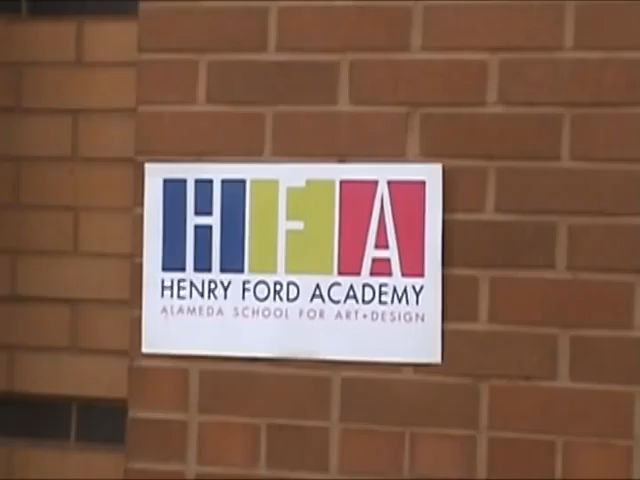 HFA
HENRY FORD ACADEMY
ALAMEDA SCHOOL FOR ART+DESIGN